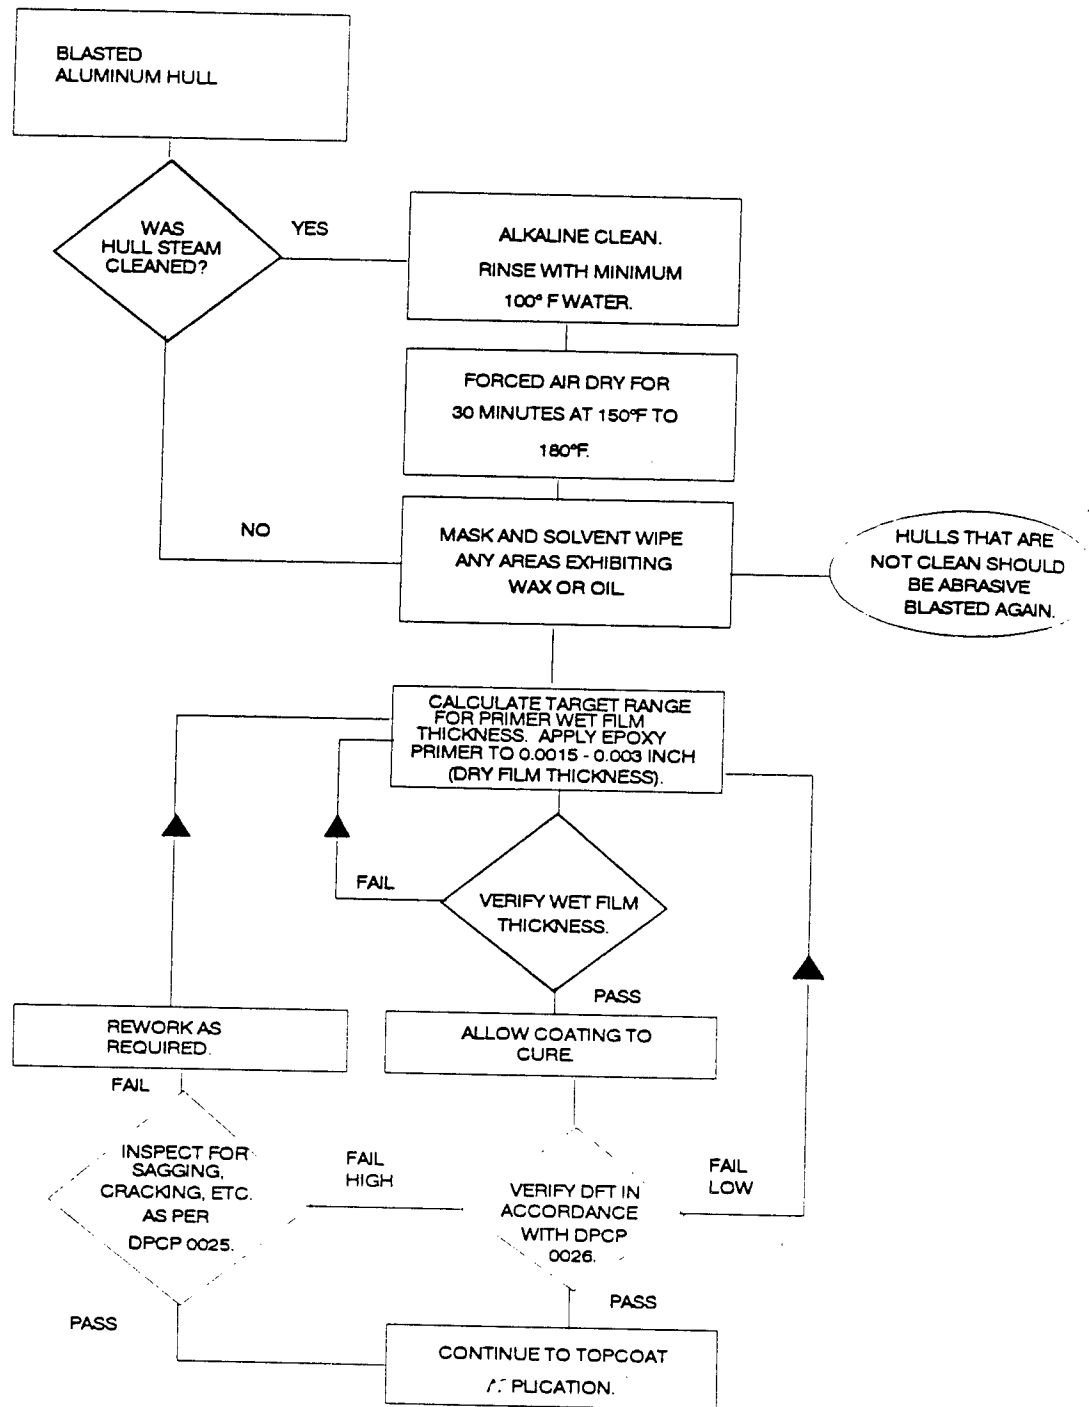 BLASTED
ALUMINUM HULL
WAS
HULL STEAM
CLEANED?
YES
ALKALINE CLEAN.
RINSE WITH MINIMUM
100° F WATER.
FORCED AIR DRY FOR
30 MINUTES AT 150°F TO
180°F.
NO
MASK AND SOLVENT WIPE
ANY AREAS EXHIBITING
WAX OR OIL
HULLS THAT ARE
NOT CLEAN SHOULD
BE ABRASIVE
BLASTED AGAIN.
CALCULATE TARGET RANGE
FOR PRIMER WET FILM
THICKNESS. APPLY EPOXY
PRIMER TO 0.0015 - 0.003 INCH
(DRY FILM THICKNESS).
FAIL
VERIFY WET FILM
THICKNESS.
PASS
REWORK AS
REQUIRED.
ALLOW COATING TO
CURE
FAIL
INSPECT FOR
SAGGING,
CRACKING, ETC.
AS PER
DPCP 0025.
FAIL
HIGH
VERIFY DFT IN
ACCORDANCE
WITH DPCP
0026.
FAIL
LOW
PASS
PASS
CONTINUE TO TOPCOAT